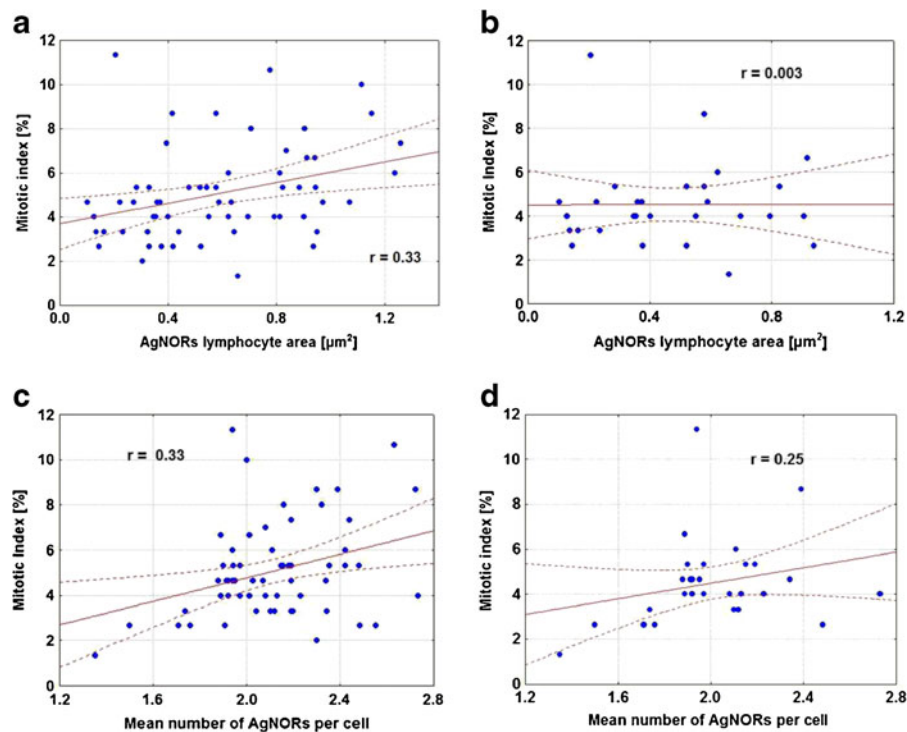 a
12
10
8
6
4
2
0
Mitotic index [%]
r = 0.33
0.0 0.4 0.8 1.2
AgNORs lymphocyte area [µm²]
b
12
10
8
6
4
2
0
Mitotic index [%]
r = 0.003
0.0 0.4 0.8 1.2
AgNORs lymphocyte area [µm²]
c
12
10
8
6
4
2
0
Mitotic Index [%]
r = 0.33
1.2 1.6 2.0 2.4 2.8
Mean number of AgNORs per cell
d
12
10
8
6
4
2
0
Mitotic Index [%]
r = 0.25
1.2 1.6 2.0 2.4 2.8
Mean number of AgNORs per cell